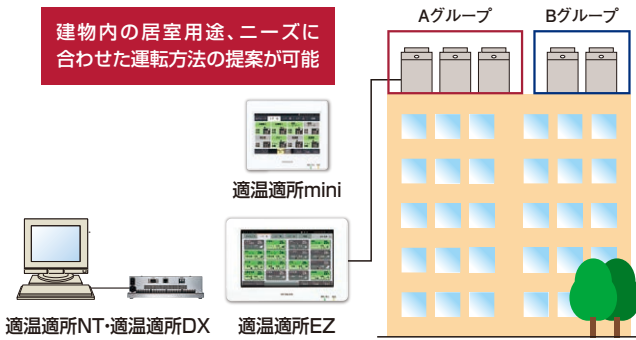 建物内の居室用途、ニーズに
合わせた運転方法の提案が可能
Aグループ
Bグループ
適温適所mini
適温適所NT・適温適所DX
適温適所EZ